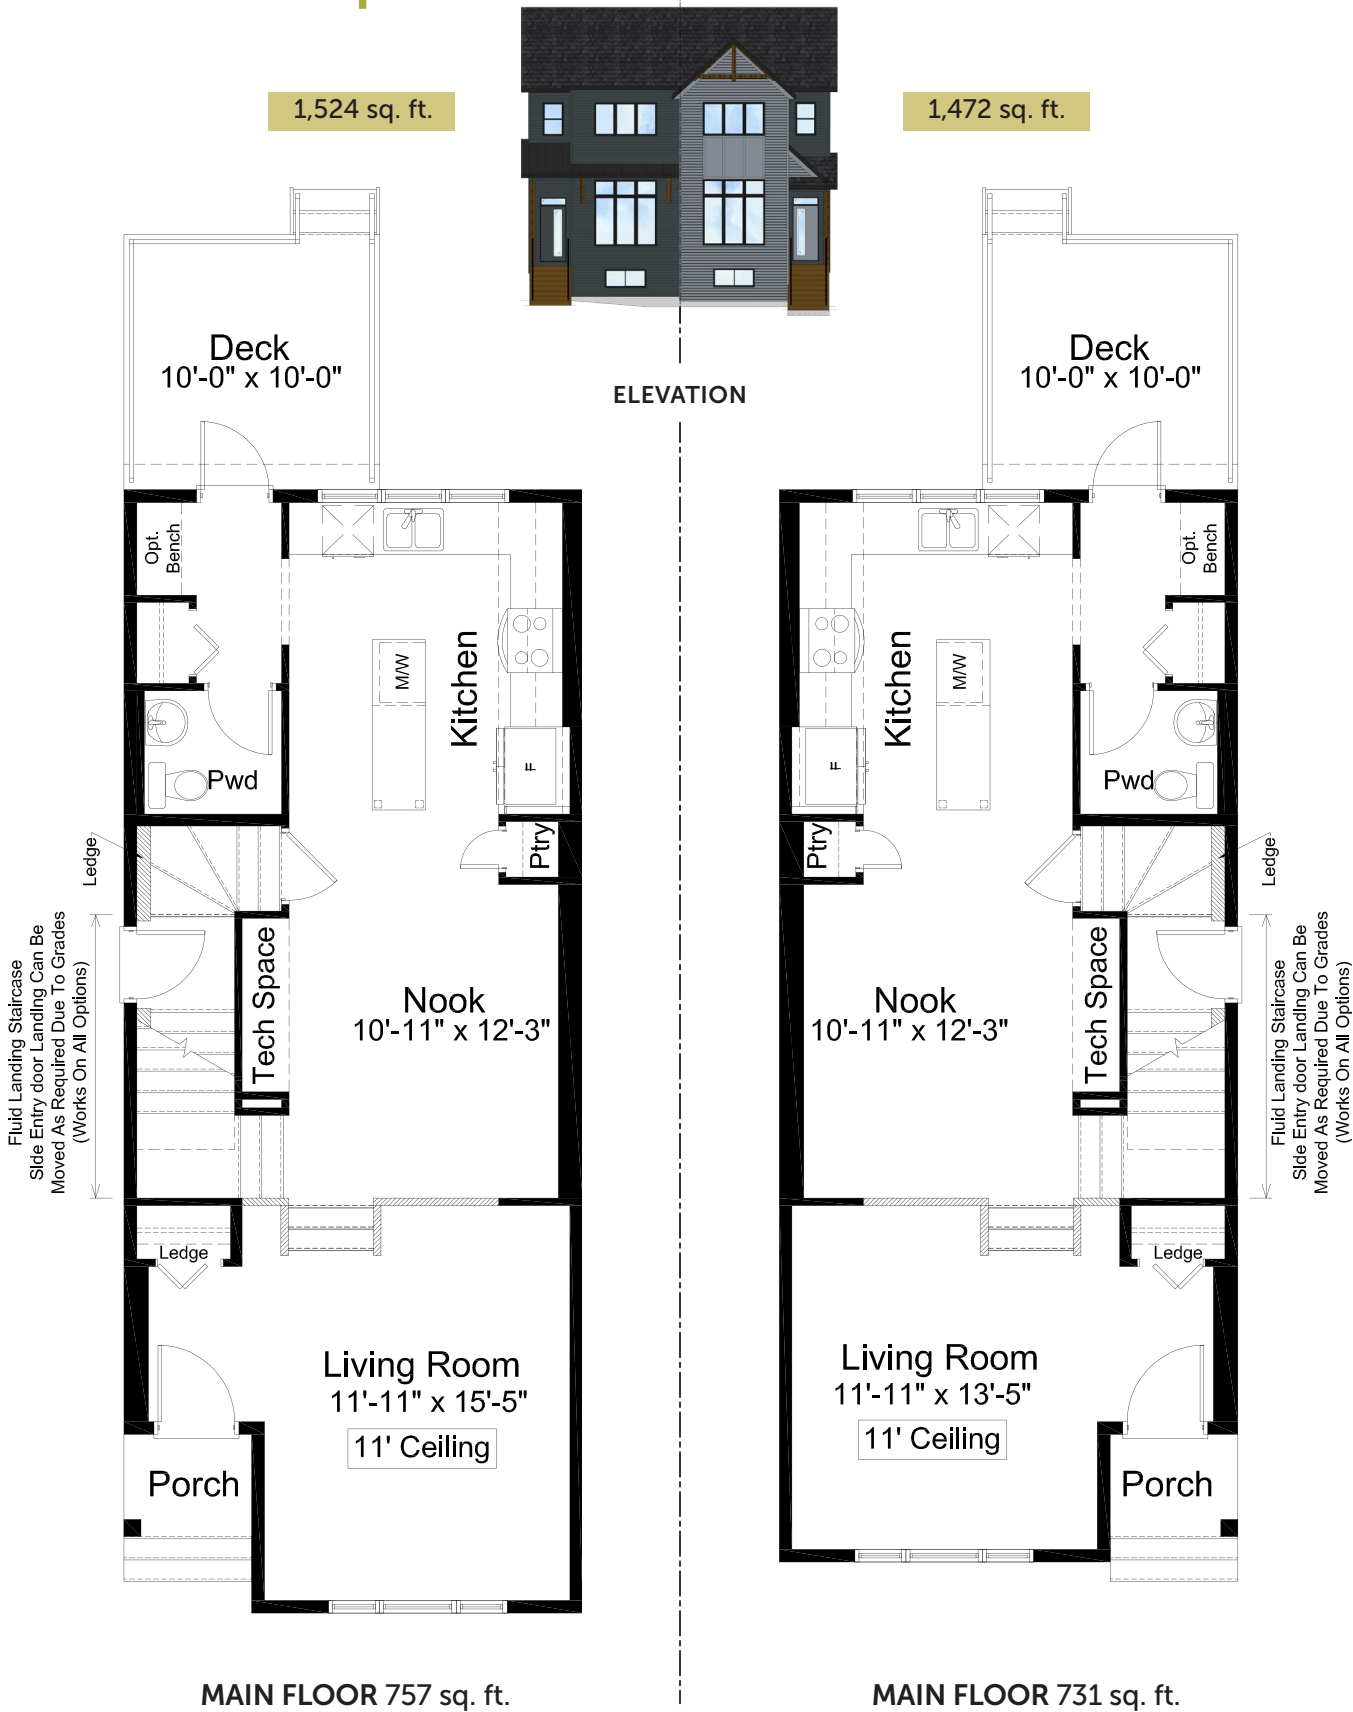 1,524 sq. ft.
1,472 sq. ft.
ELEVATION
Deck
10'-0" x 10'-0"
Opt.
Bench
M/W
Kitchen
F
Pwd
Ptry
Ledge
Fluid Landing Staircase
Side Entry door Landing Can Be
Moved As Required Due To Grades
(Works On All Options)
Tech Space
Nook
10'-11" x 12'-3"
Ledge
Living Room
11'-11" x 15'-5"
11' Ceiling
Porch
MAIN FLOOR 757 sq. ft.
Deck
10'-0" x 10'-0"
Opt.
Bench
Kitchen
M/W
F
Pwd
Ptry
Ledge
Nook
10'-11" x 12'-3"
Tech Space
Fluid Landing Staircase
Side Entry door Landing Can Be
Moved As Required Due To Grades
(Works On All Options)
Ledge
Living Room
11'-11" x 13'-5"
11' Ceiling
Porch
MAIN FLOOR 731 sq. ft.